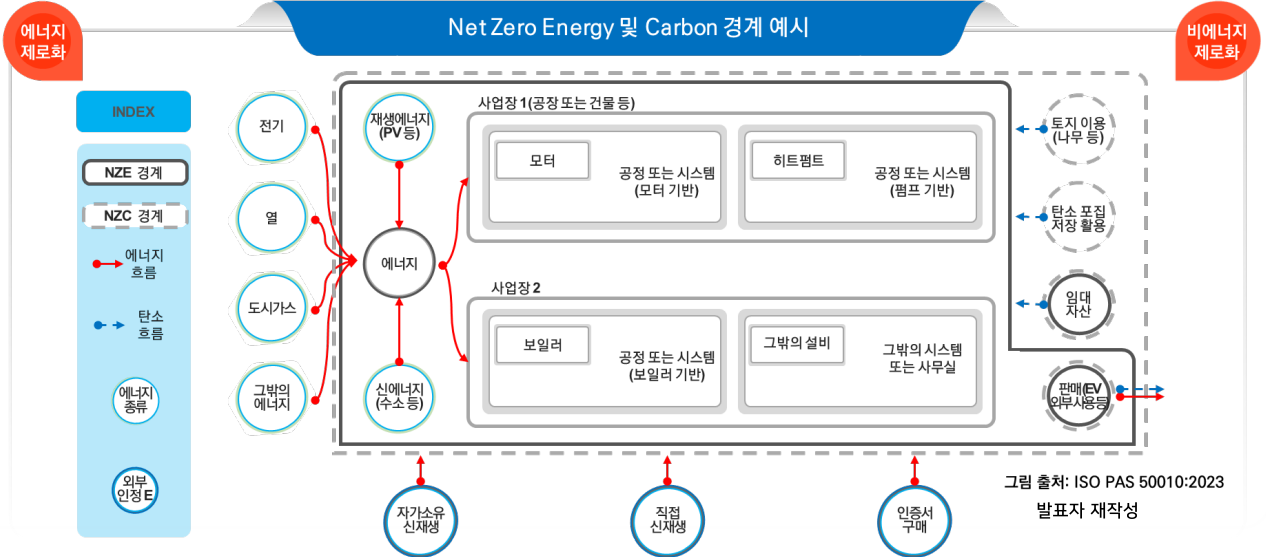 에너지
제로화
Net Zero Energy 및 Carbon 경계 예시
비에너지
제로화
INDEX
NZE 경계
NZC 경계
에너지
흐름
탄소
흐름
에너지
종류
외부
인정 E
전기
열
도시가스
그밖의
에너지
재생에너지
(PV 등)
에너지
신에너지
(수소 등)
사업장 1(공장 또는 건물 등)
모터
공정 또는 시스템
(모터 기반)
히트펌트
공정 또는 시스템
(펌프 기반)
사업장 2
보일러
공정 또는 시스템
(보일러 기반)
그밖의 설비
그밖의 시스템
또는 사무실
토지 이용
(나무 등)
탄소 포집
저장 활용
임대
자산
판매(EV
외부사용등)
자가소유
신재생
직접
신재생
인증서
구매
그림 출처: ISO PAS 50010:2023
발표자 재작성